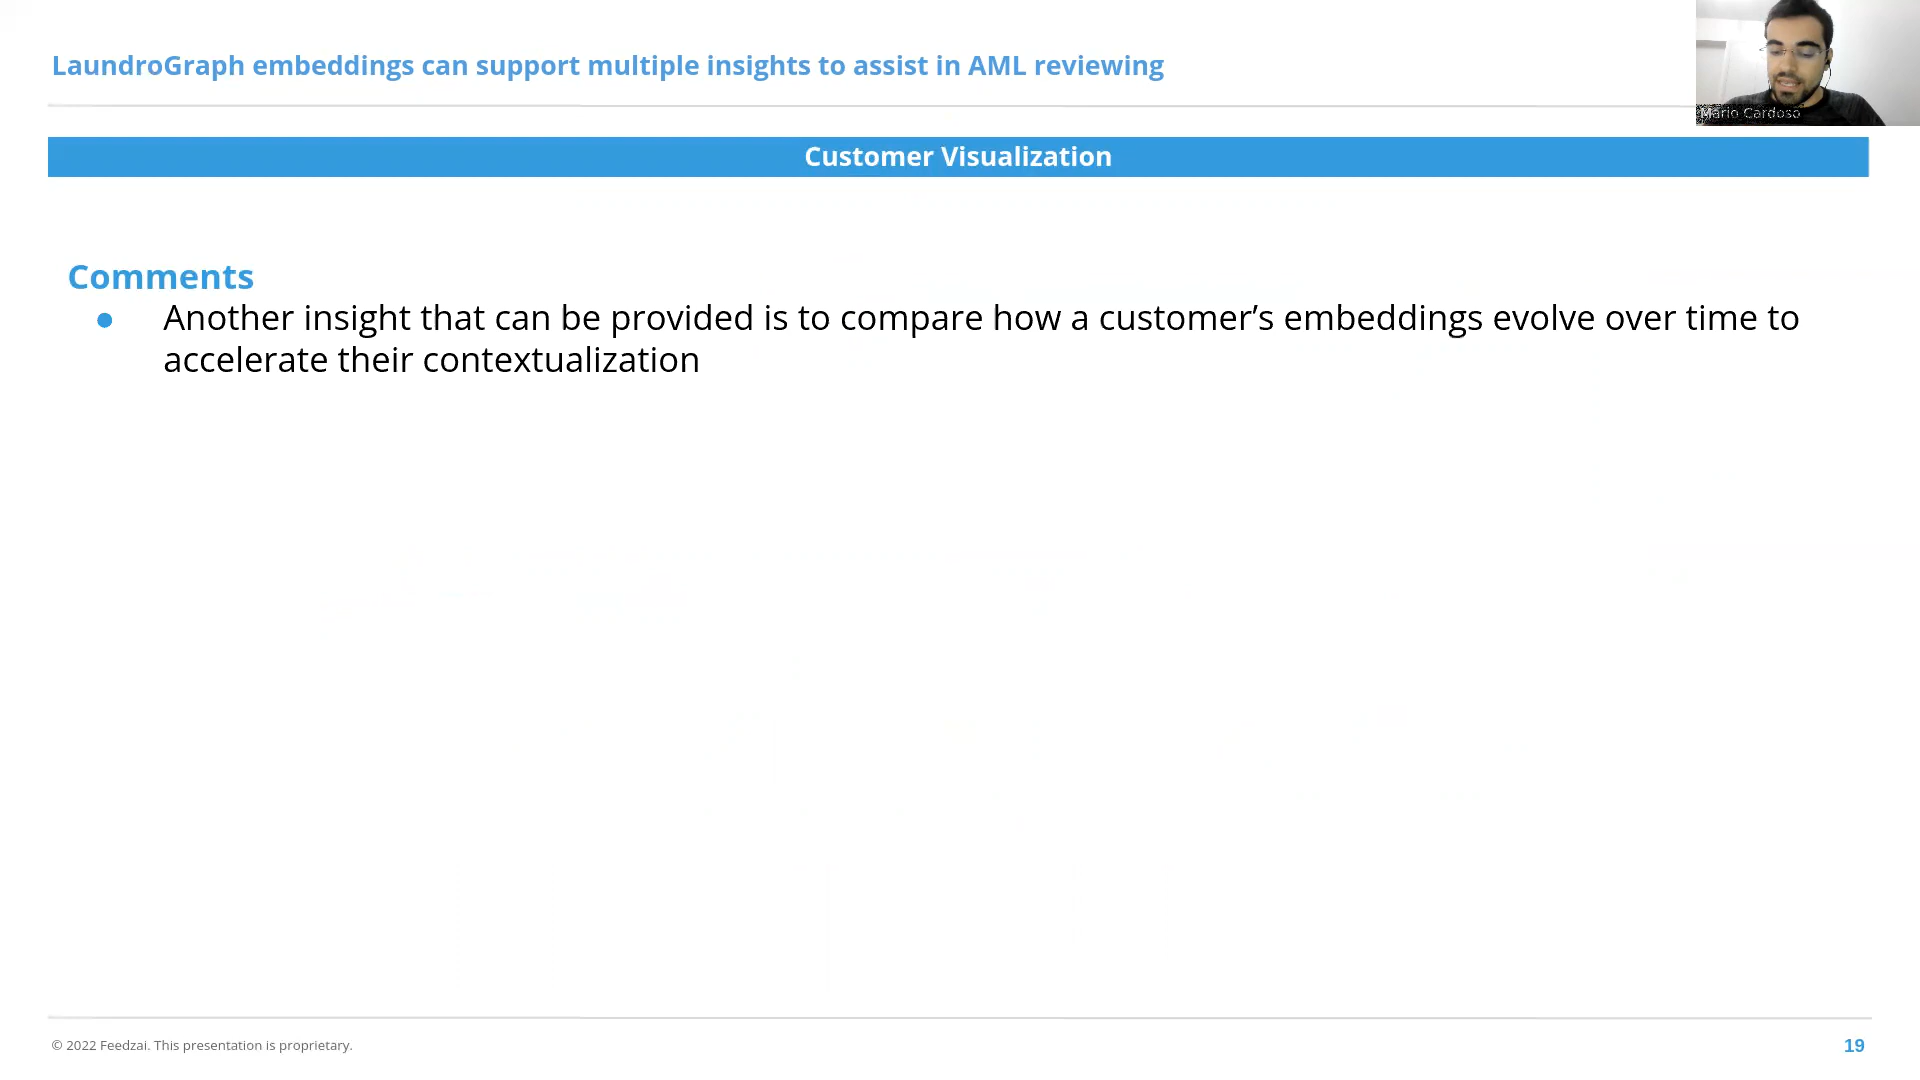 LaundroGraph embeddings can support multiple insights to assist in AML reviewing
Mário Cardoso
Customer Visualization
Comments
● Another insight that can be provided is to compare how a customer’s embeddings evolve over time to
accelerate their contextualization
© 2022 Feedzai. This presentation is proprietary.
19